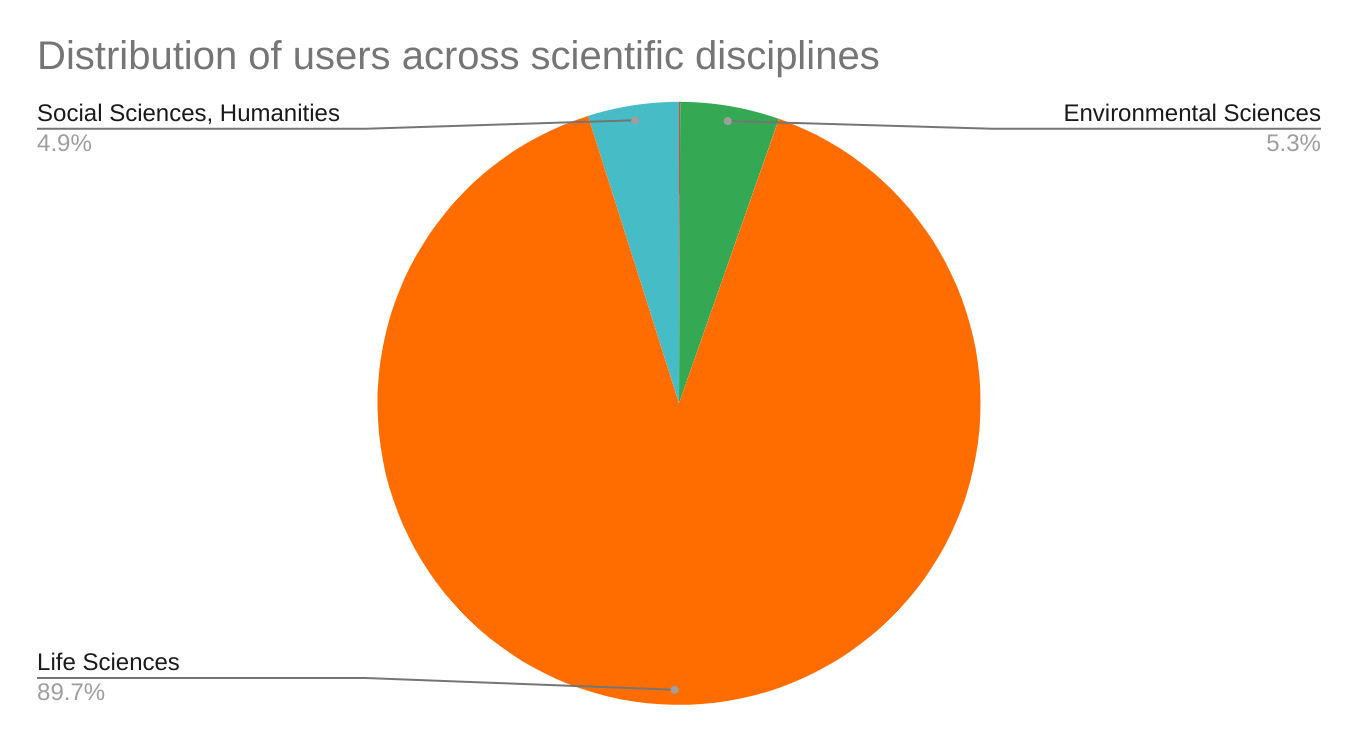 Distribution of users across scientific disciplines
Social Sciences, Humanities
4.9%
Environmental Sciences
5.3%
Life Sciences
89.7%